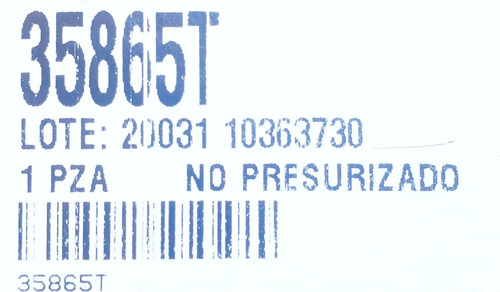 35865T
LOTE: 20031 10363730
1 PZA NO PRESURIZADO
35865T